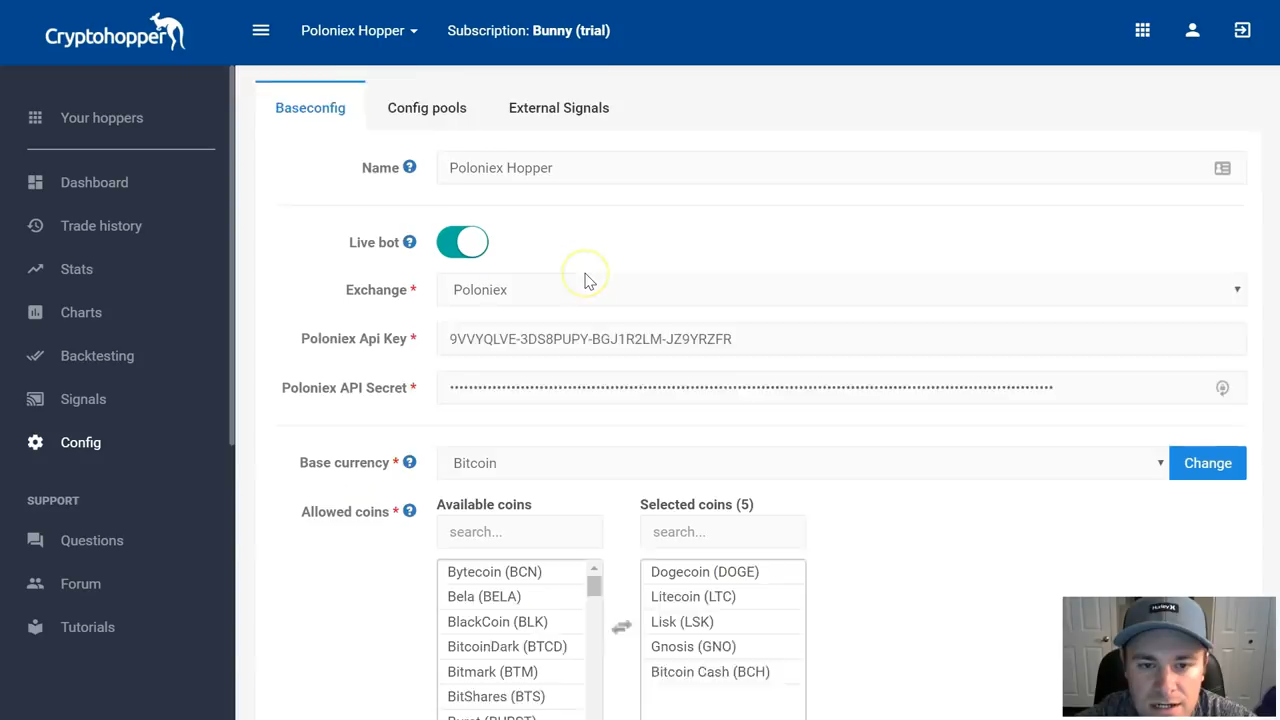 Cryptohopper
Poloniex Hopper
Subscription: Bunny (trial)
Your hoppers
Dashboard
Trade history
Stats
Charts
Backtesting
Signals
Config
SUPPORT
Questions
Forum
Tutorials
Baseconfig
Config pools
External Signals
Name
Poloniex Hopper
Live bot
Exchange *
Poloniex
Poloniex Api Key *
9VVYQLVE-3DS8PUPY-BGJ1R2LM-JZ9YRZFR
Poloniex API Secret *
Base currency *
Bitcoin
Change
Allowed coins *
Available coins
search...
Bytecoin (BCN)
Bela (BELA)
BlackCoin (BLK)
BitcoinDark (BTCD)
Bitmark (BTM)
BitShares (BTS)
Selected coins (5)
search...
Dogecoin (DOGE)
Litecoin (LTC)
Lisk (LSK)
Gnosis (GNO)
Bitcoin Cash (BCH)